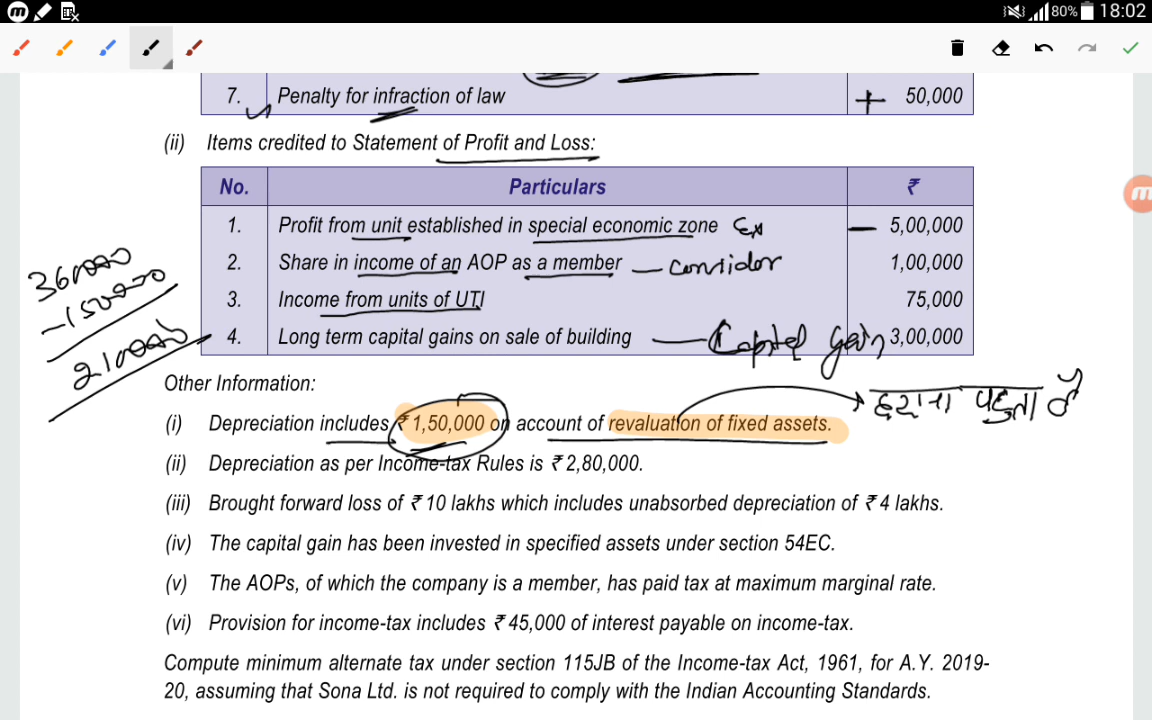 80% 18:02
7. Penalty for infraction of law + 50,000
(ii) Items credited to Statement of Profit and Loss:
No. Particulars ₹
1. Profit from unit established in special economic zone Ex — 5,00,000
2. Share in income of an AOP as a member — consider 1,00,000
3. Income from units of UTI 75,000
4. Long term capital gains on sale of building — Capital gain 3,00,000
360000
-150000
210000
Other Information:
(i) Depreciation includes ₹ 1,50,000 on account of revaluation of fixed assets. हटाना पड़ता है
(ii) Depreciation as per Income-tax Rules is ₹ 2,80,000.
(iii) Brought forward loss of ₹ 10 lakhs which includes unabsorbed depreciation of ₹ 4 lakhs.
(iv) The capital gain has been invested in specified assets under section 54EC.
(v) The AOPs, of which the company is a member, has paid tax at maximum marginal rate.
(vi) Provision for income-tax includes ₹ 45,000 of interest payable on income-tax.
Compute minimum alternate tax under section 115JB of the Income-tax Act, 1961, for A.Y. 2019-
20, assuming that Sona Ltd. is not required to comply with the Indian Accounting Standards.